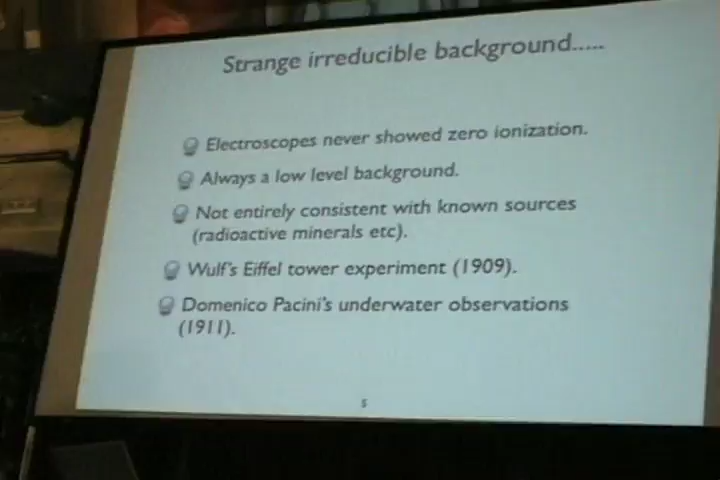 Strange irreducible background.....
Electroscopes never showed zero ionization.
Always a low level background.
Not entirely consistent with known sources
(radioactive minerals etc).
Wulf's Eiffel tower experiment (1909).
Domenico Pacini's underwater observations
(1911).
5